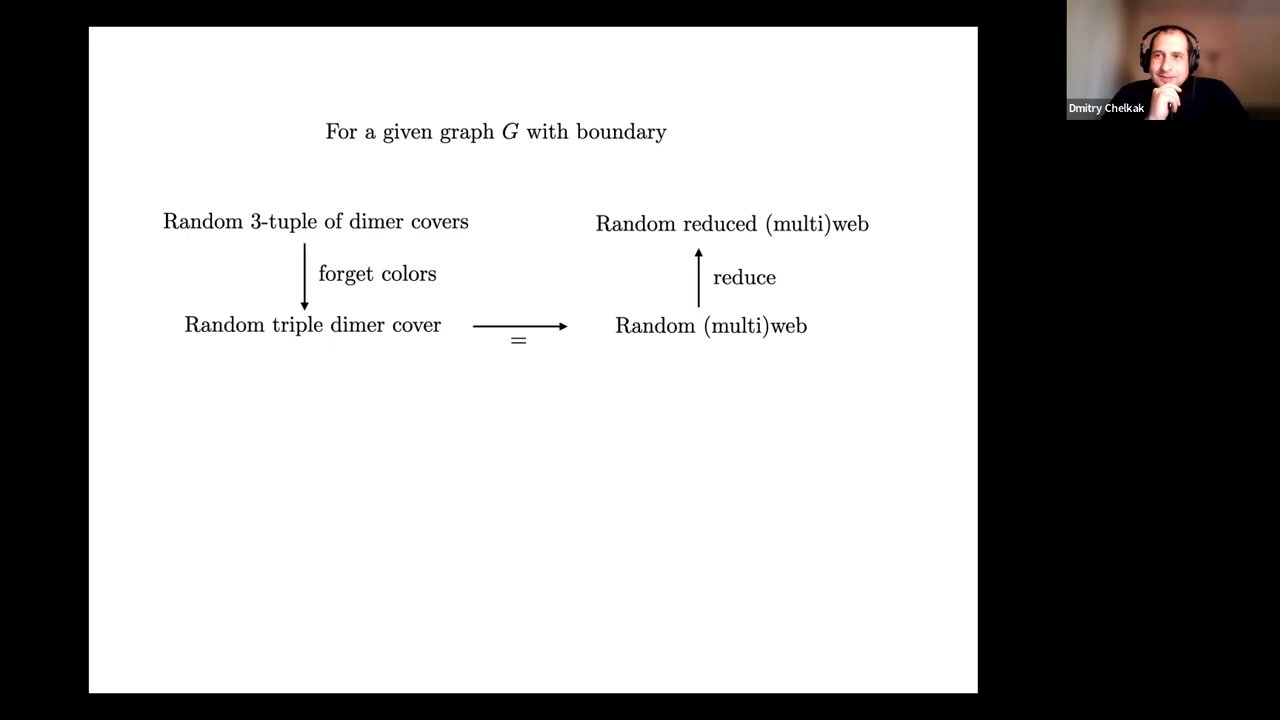 Dmitry Chelkak
For a given graph G with boundary
Random 3-tuple of dimer covers
Random reduced (multi)web
forget colors
reduce
Random triple dimer cover
=
Random (multi)web